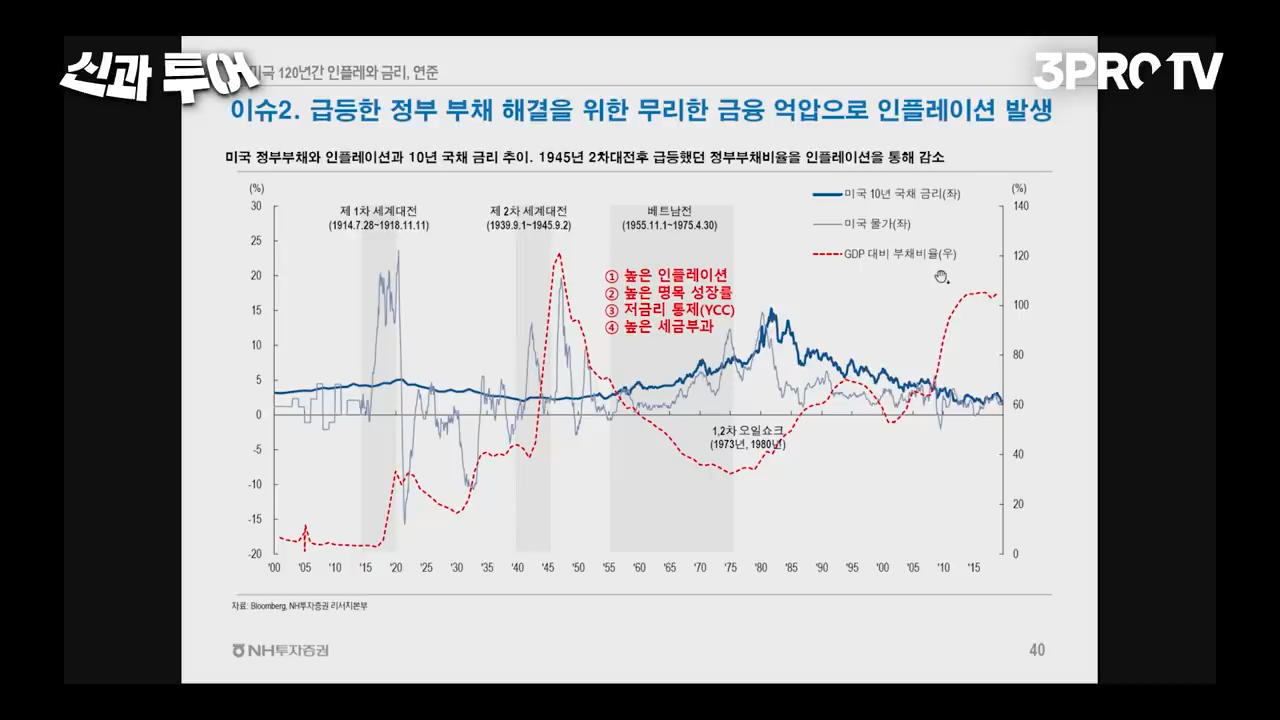 신과 투어
3PROTV
미국 120년간 인플레와 금리, 연준
이슈2. 급등한 정부 부채 해결을 위한 무리한 금융 억압으로 인플레이션 발생
미국 정부부채와 인플레이션과 10년 국채 금리 추이. 1945년 2차대전후 급등했던 정부부채비율을 인플레이션을 통해 감소
(%)
(%)
미국 10년 국채 금리(좌)
미국 물가(좌)
GDP 대비 부채비율(우)
제 1차 세계대전
(1914.7.28~1918.11.11)
제 2차 세계대전
(1939.9.1~1945.9.2)
베트남전
(1955.11.1~1975.4.30)
① 높은 인플레이션
② 높은 명목 성장률
③ 저금리 통제(YCC)
④ 높은 세금부과
1,2차 오일쇼크
(1973년, 1980년)
30
25
20
15
10
5
0
-5
-10
-15
-20
140
120
100
80
60
40
20
0
'00 '05 '10 '15 '20 '25 '30 '35 '40 '45 '50 '55 '60 '65 '70 '75 '80 '85 '90 '95 '00 '05 '10 '15
자료: Bloomberg, NH투자증권 리서치본부
NH투자증권
40